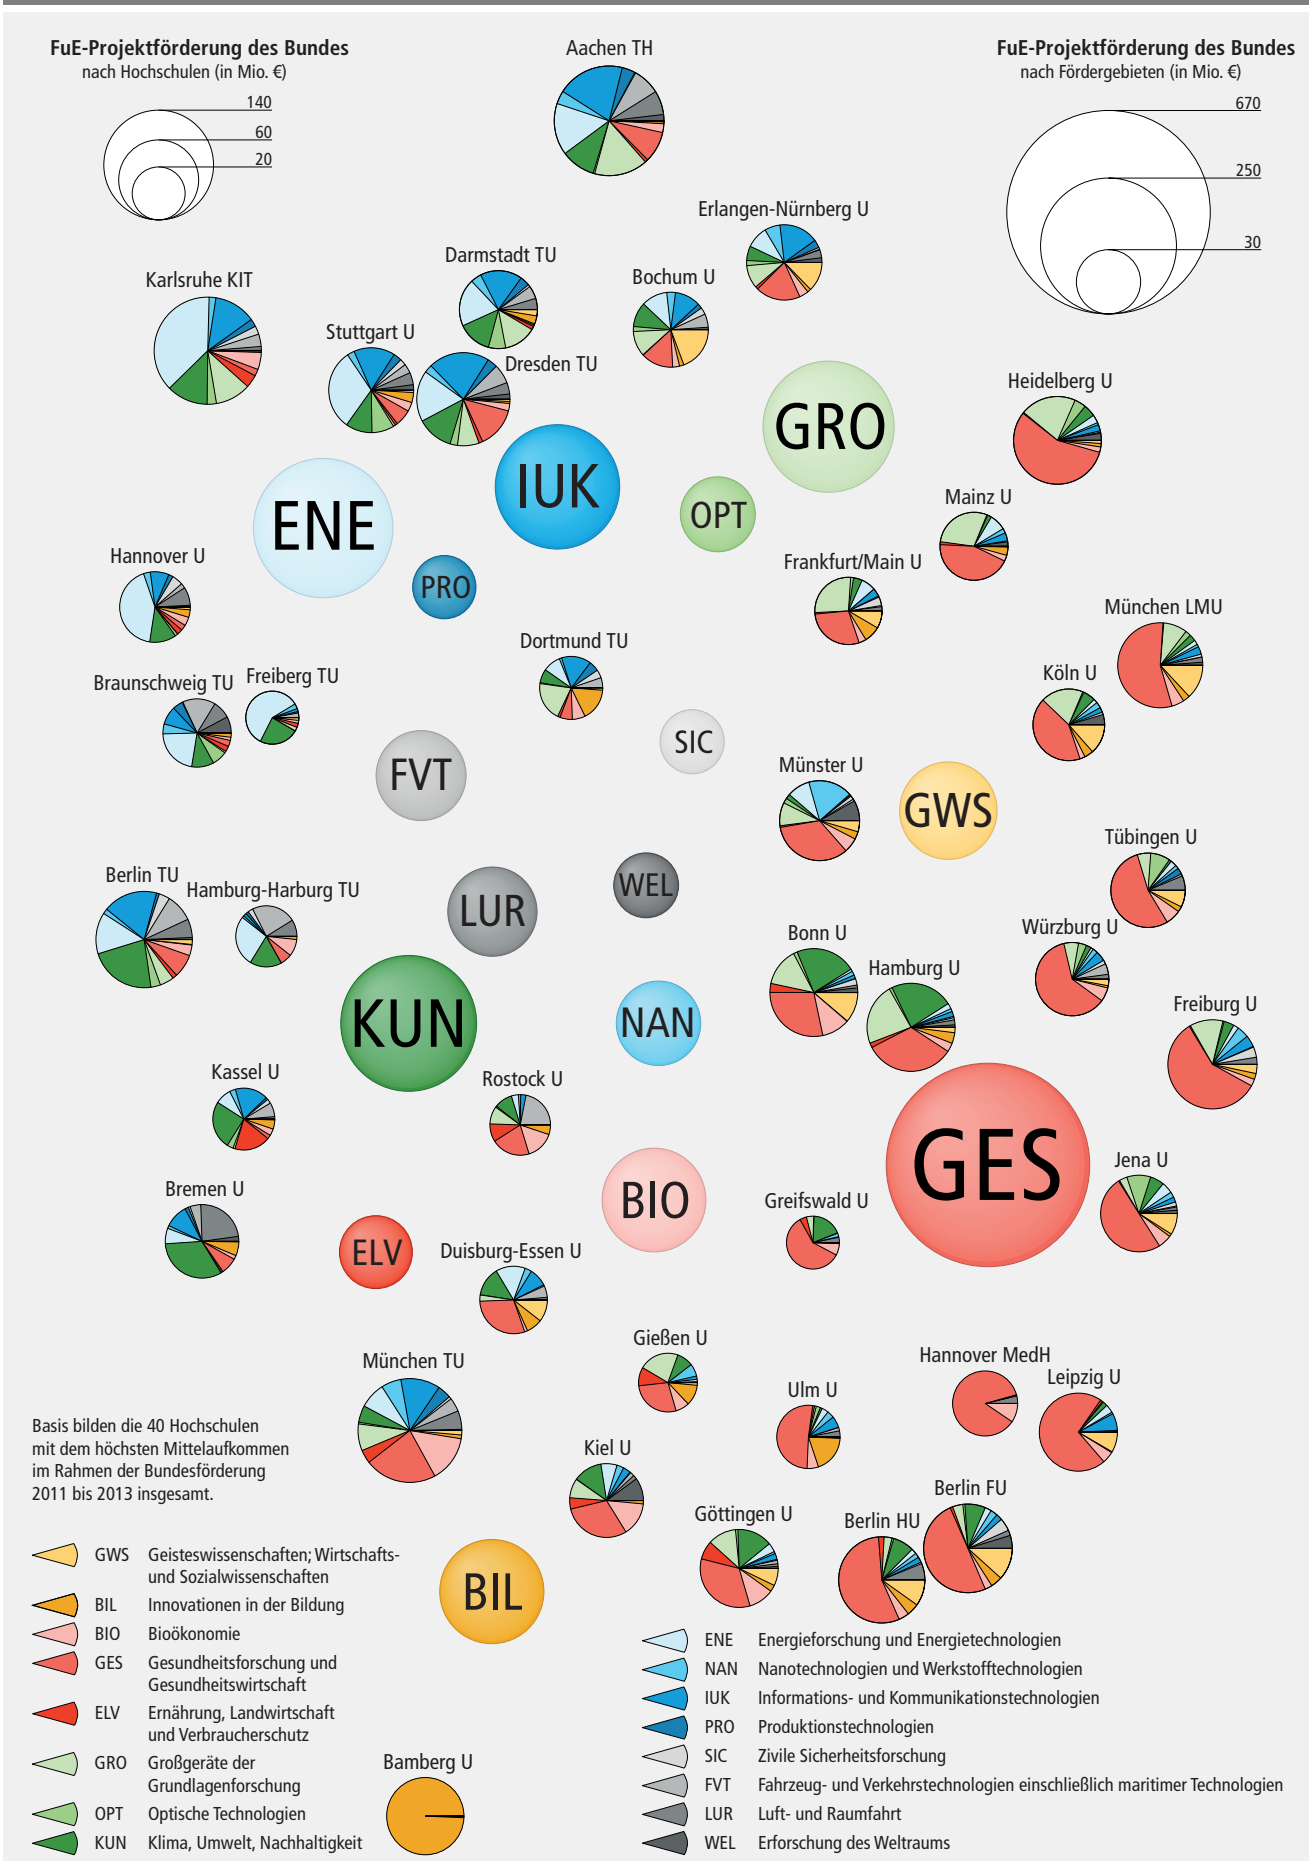 FuE-Projektförderung des Bundes
nach Hochschulen (in Mio. €)
140
60
20
Aachen TH
FuE-Projektförderung des Bundes
nach Fördergebieten (in Mio. €)
670
250
30
Erlangen-Nürnberg U
Darmstadt TU
Bochum U
Karlsruhe KIT
Stuttgart U
Dresden TU
Heidelberg U
GRO
IUK
ENE
OPT
Mainz U
Hannover U
PRO
Frankfurt/Main U
München LMU
Dortmund TU
Braunschweig TU
Freiberg TU
Köln U
FVT
SIC
Münster U
GWS
Tübingen U
Berlin TU
Hamburg-Harburg TU
LUR
WEL
Bonn U
Würzburg U
Hamburg U
Freiburg U
KUN
NAN
Kassel U
Rostock U
GES
Jena U
Bremen U
BIO
Greifswald U
ELV
Duisburg-Essen U
Gießen U
München TU
Hannover MedH
Leipzig U
Ulm U
Basis bilden die 40 Hochschulen
mit dem höchsten Mittelaufkommen
im Rahmen der Bundesförderung
2011 bis 2013 insgesamt.
Kiel U
Berlin FU
Göttingen U
Berlin HU
BIL
GWS Geisteswissenschaften; Wirtschafts-
und Sozialwissenschaften
BIL Innovationen in der Bildung
BIO Bioökonomie
GES Gesundheitsforschung und
Gesundheitswirtschaft
ELV Ernährung, Landwirtschaft
und Verbraucherschutz
GRO Großgeräte der
Grundlagenforschung
OPT Optische Technologien
KUN Klima, Umwelt, Nachhaltigkeit
Bamberg U
ENE Energieforschung und Energietechnologien
NAN Nanotechnologien und Werkstofftechnologien
IUK Informations- und Kommunikationstechnologien
PRO Produktionstechnologien
SIC Zivile Sicherheitsforschung
FVT Fahrzeug- und Verkehrstechnologien einschließlich maritimer Technologien
LUR Luft- und Raumfahrt
WEL Erforschung des Weltraums